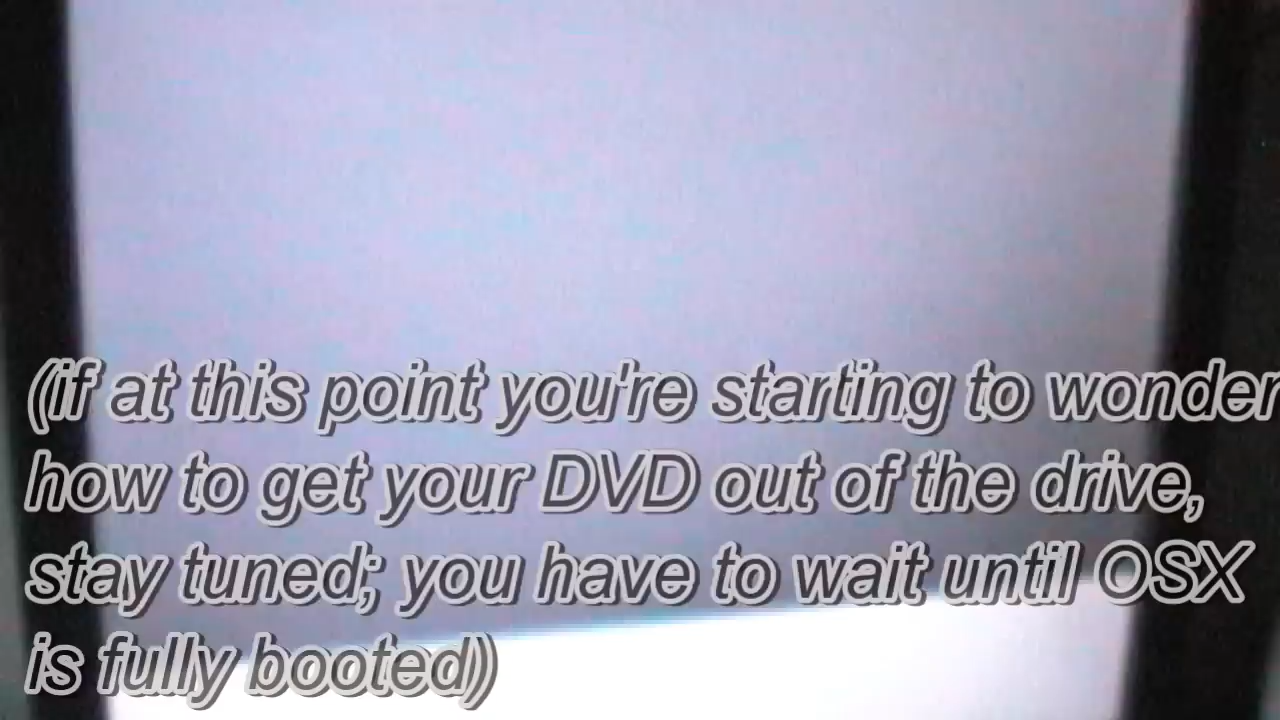 (if at this point you're starting to wonder
how to get your DVD out of the drive,
stay tuned; you have to wait until OSX
is fully booted)